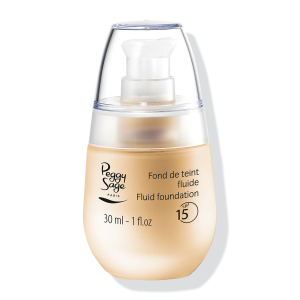 Peggy
Sage
PARIS
Fond de teint
fluide
Fluid foundation
SPF
15
30 ml - 1 fl.oz